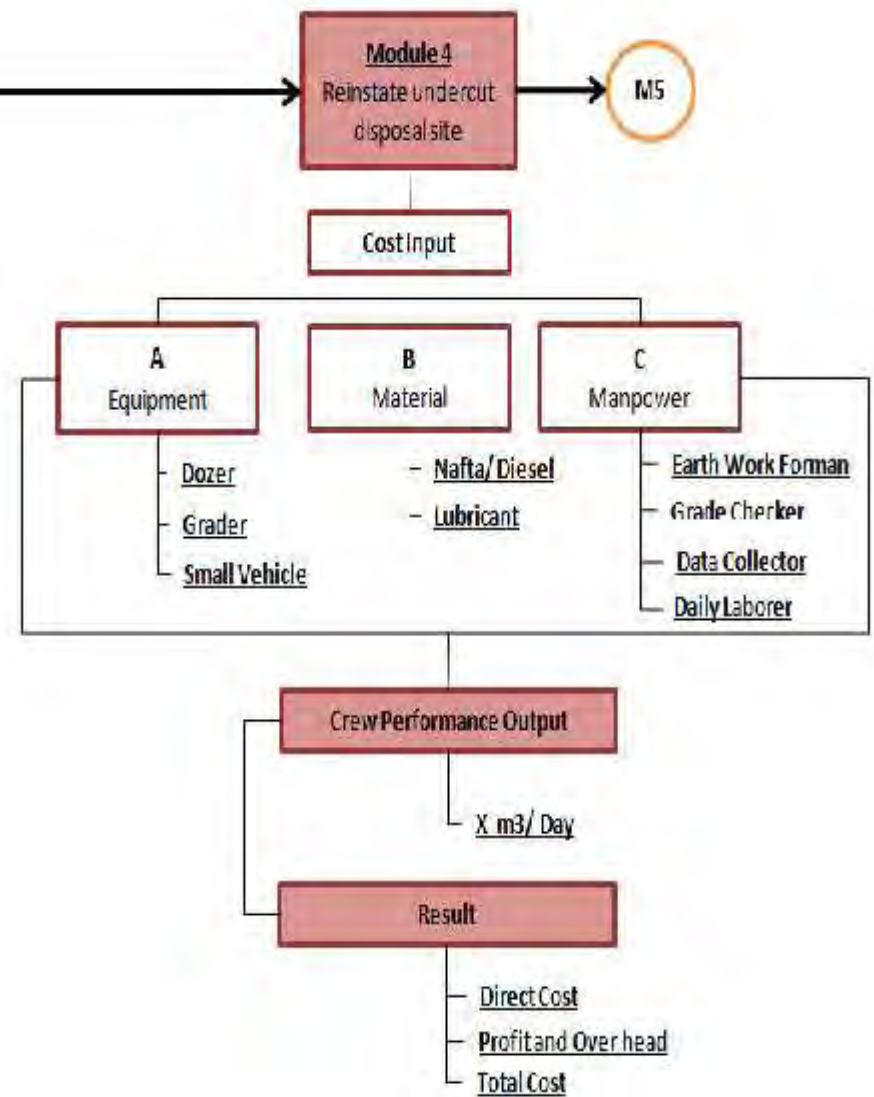 Module 4
Reinstate undercut
disposal site
M5
Cost Input
A
Equipment
B
Material
C
Manpower
Dozer
Grader
Small Vehicle
Nafta/ Diesel
Lubricant
Earth Work Forman
Grade Checker
Data Collector
Daily Laborer
Crew Performance Output
X m3/ Day
Result
Direct Cost
Profit and Over head
Total Cost